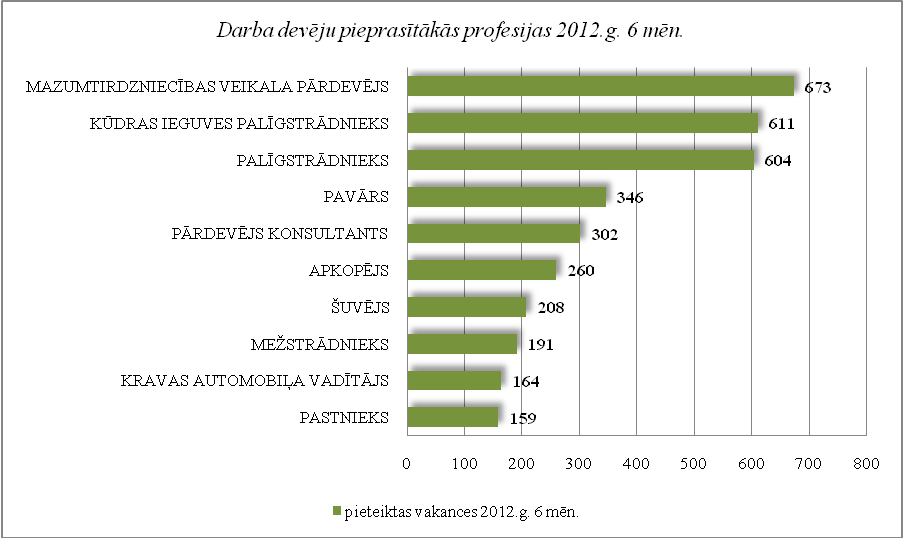 Darba devēju pieprasītākās profesijas 2012.g. 6 mēn.
MAZUMTIRDZNIECĪBAS VEIKALA PĀRDEVĒJS 673
KŪDRAS IEGUVES PALĪGSTRĀDNIEKS 611
PALĪGSTRĀDNIEKS 604
PAVĀRS 346
PĀRDEVĒJS KONSULTANTS 302
APKOPĒJS 260
ŠUVĒJS 208
MEŽSTRĀDNIEKS 191
KRAVAS AUTOMOBIĻA VADĪTĀJS 164
PASTNIEKS 159
0 100 200 300 400 500 600 700 800
pieteiktas vakances 2012.g. 6 mēn.